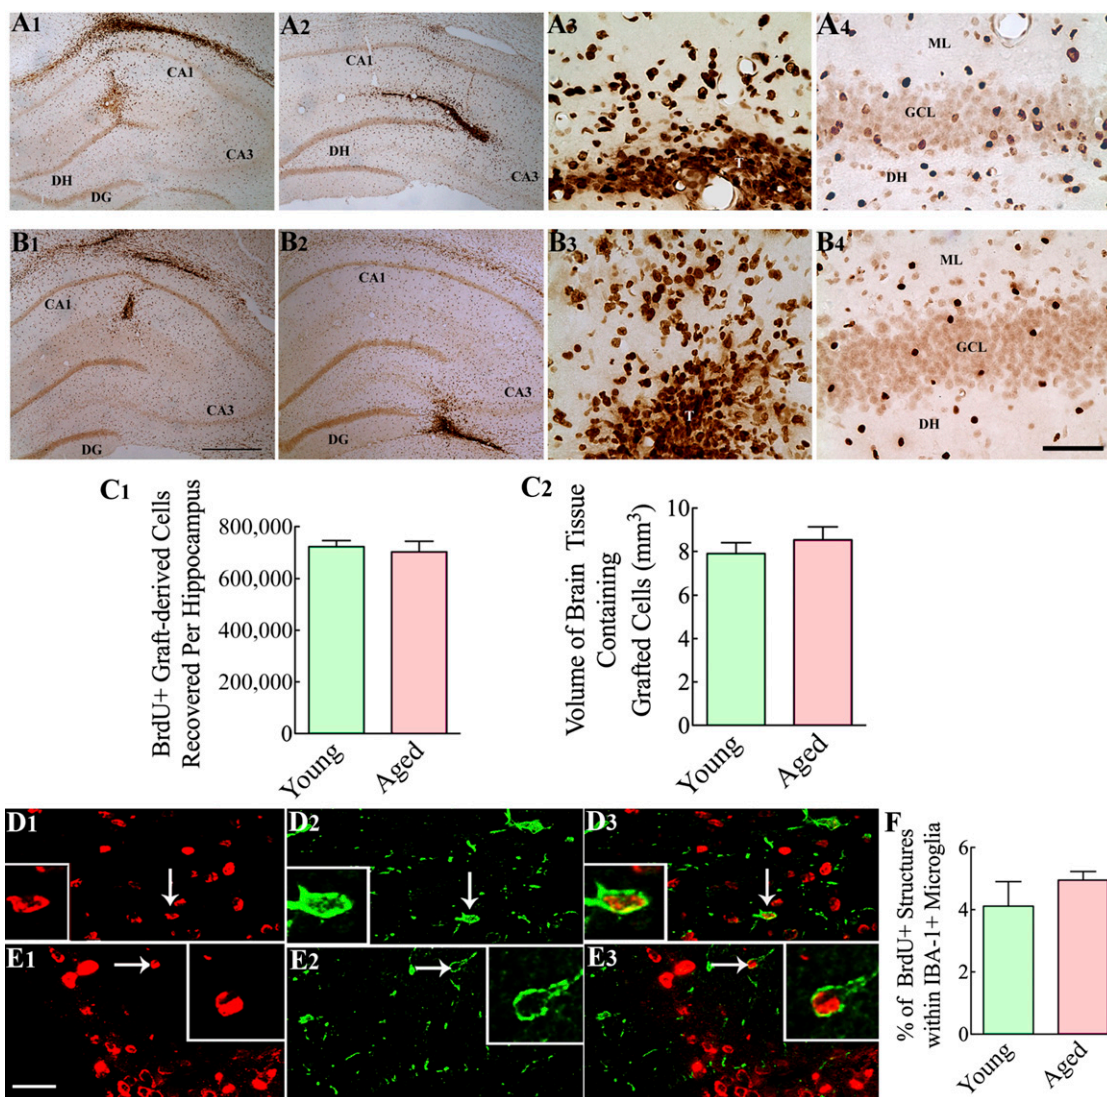 A1
CA1
CA3
DH
DG
A2
CA1
DH
CA3
A3
T
A4
ML
GCL
DH
B1
CA1
CA3
DG
B2
CA1
CA3
DG
B3
T
B4
ML
GCL
DH
C1
BrdU+ Graft-derived Cells
Recovered Per Hippocampus
800,000
600,000
400,000
200,000
0
Young
Aged
C2
Volume of Brain Tissue
Containing
Grafted Cells (mm³)
10
8
6
4
2
0
Young
Aged
D1
D2
D3
E1
E2
E3
F
% of BrdU+ Structures
within IBA-1+ Microglia
6
4
2
0
Young
Aged